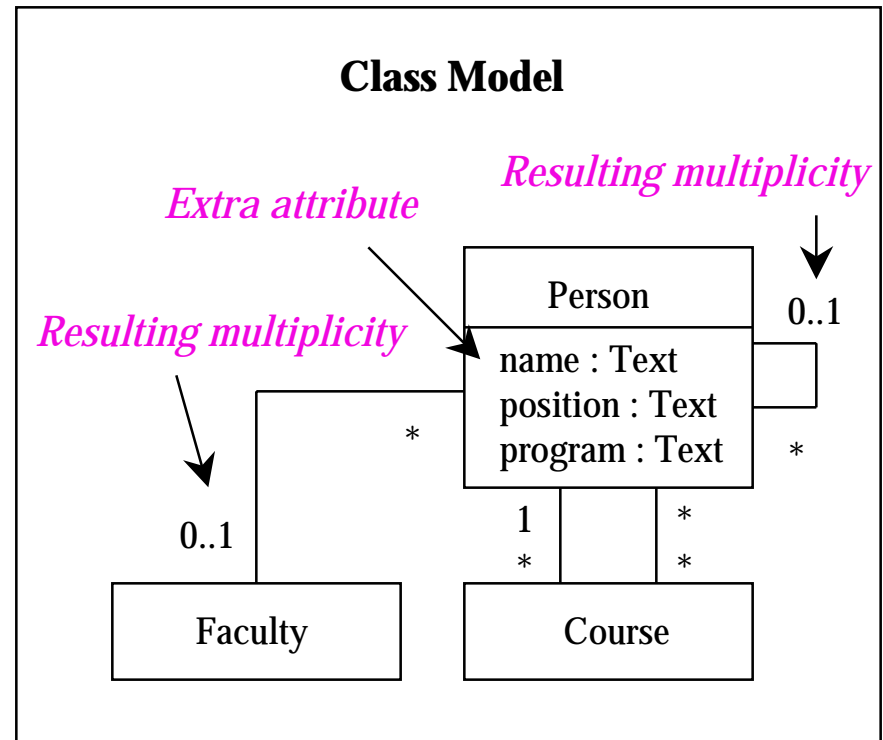 Class Model
Resulting multiplicity
Extra attribute
Person
0..1
Resulting multiplicity
name : Text
position : Text
program : Text
*
*
0..1
1
*
*
*
Faculty
Course